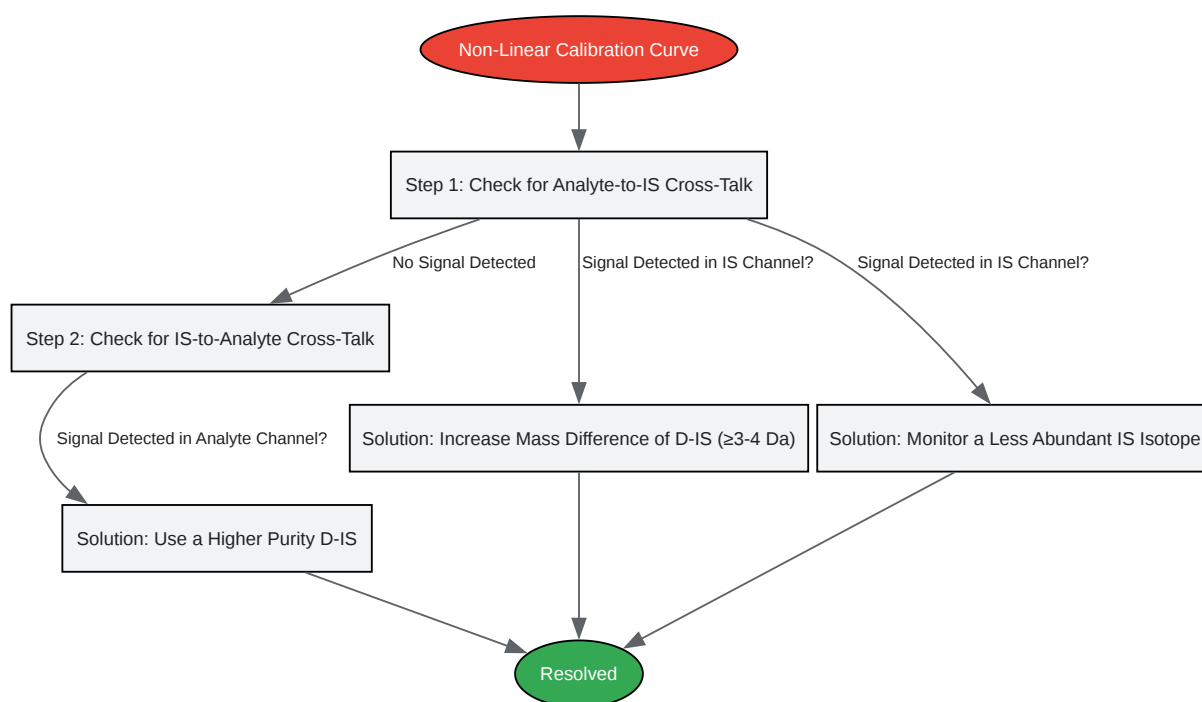 Non-Linear Calibration Curve
Step 1: Check for Analyte-to-IS Cross-Talk
No Signal Detected
Signal Detected in IS Channel?
Signal Detected in IS Channel?
Step 2: Check for IS-to-Analyte Cross-Talk
Signal Detected in Analyte Channel?
Solution: Increase Mass Difference of D-IS (≥3-4 Da)
Solution: Monitor a Less Abundant IS Isotope
Solution: Use a Higher Purity D-IS
Resolved